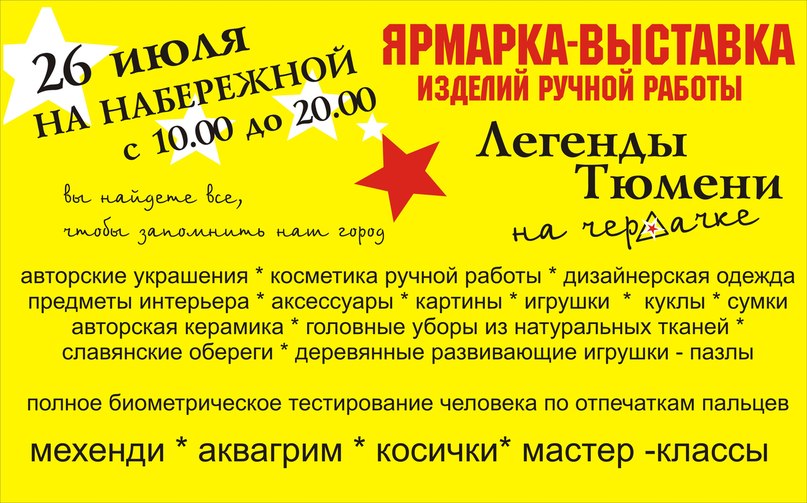 26 ИЮЛЯ
НА НАБЕРЕЖНОЙ
с 10.00 до 20.00
ЯРМАРКА-ВЫСТАВКА
ИЗДЕЛИЙ РУЧНОЙ РАБОТЫ
Легенды
Тюмени
на чердачке
вы найдете все,
чтобы запомнить наш город
авторские украшения * косметика ручной работы * дизайнерская одежда
предметы интерьера * аксессуары * картины * игрушки * куклы * сумки
авторская керамика * головные уборы из натуральных тканей *
славянские обереги * деревянные развивающие игрушки - пазлы
полное биометрическое тестирование человека по отпечаткам пальцев
мехенди * аквагрим * косички* мастер -классы